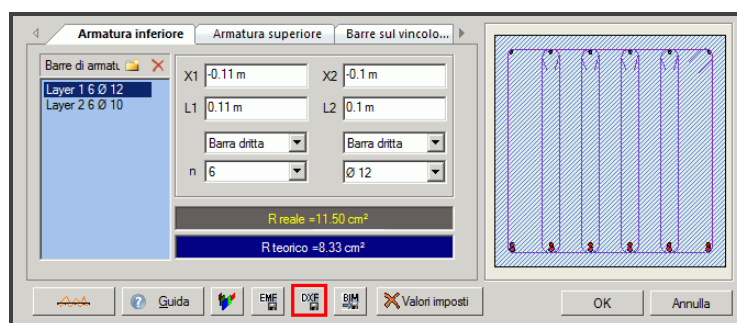 Armatura inferiore Armatura superiore Barre sul vincolo...
Barre di armatu
Layer 1 6 Ø 12
Layer 2 6 Ø 10
X1 -0.11 m X2 -0.1 m
L1 0.11 m L2 0.1 m
Barra dritta Barra dritta
n 6 Ø 12
R reale =11.50 cm²
R teorico =8.33 cm²
Guida EMF DXF BIM Valori imposti OK Annulla